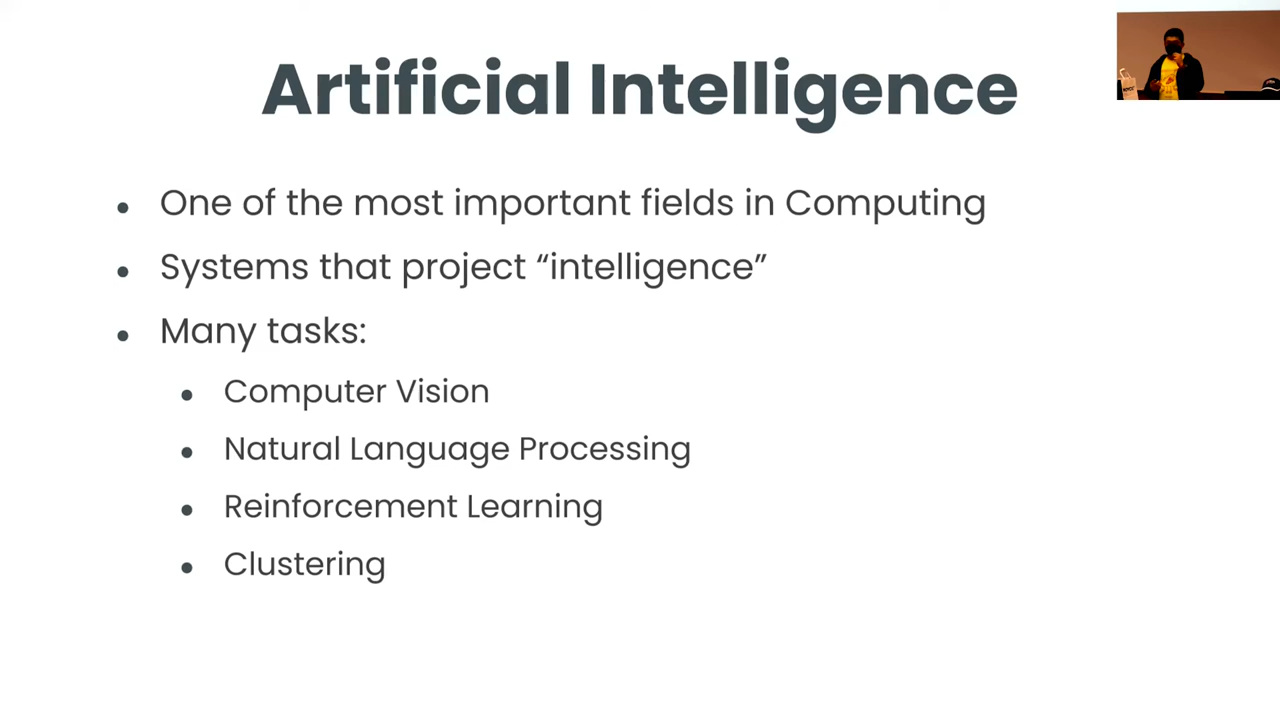 Artificial Intelligence
• One of the most important fields in Computing
• Systems that project “intelligence”
• Many tasks:
• Computer Vision
• Natural Language Processing
• Reinforcement Learning
• Clustering